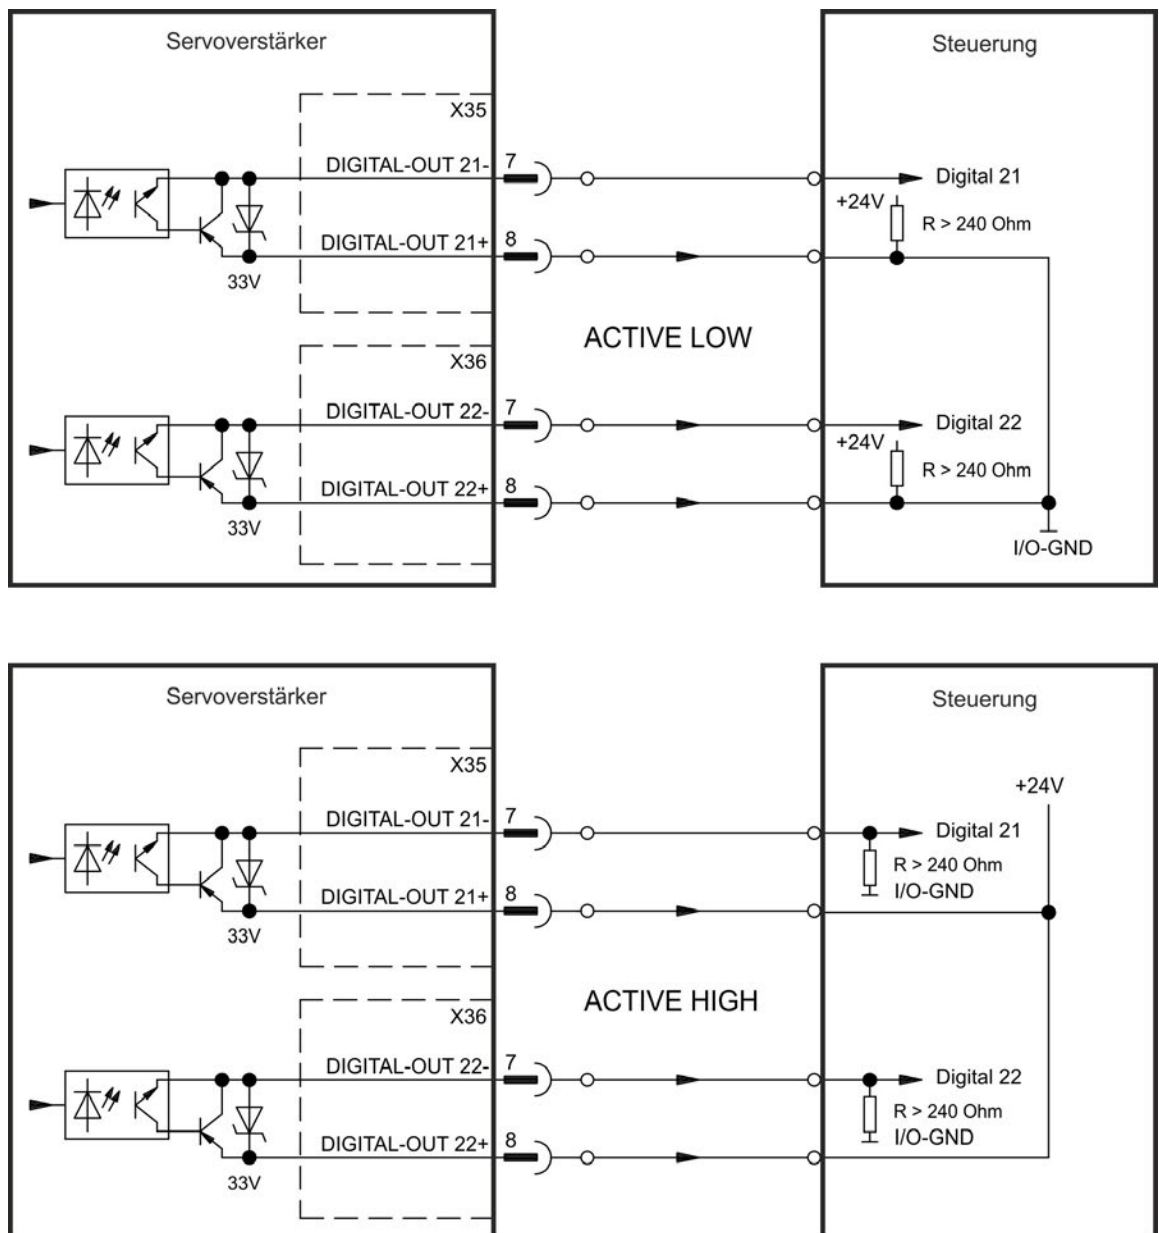 Servoverstärker
Steuerung
X35
DIGITAL-OUT 21-
7
Digital 21
+24V
R > 240 Ohm
DIGITAL-OUT 21+
8
33V
ACTIVE LOW
X36
DIGITAL-OUT 22-
7
Digital 22
+24V
R > 240 Ohm
DIGITAL-OUT 22+
8
33V
I/O-GND
Servoverstärker
Steuerung
X35
+24V
DIGITAL-OUT 21-
7
Digital 21
R > 240 Ohm
I/O-GND
DIGITAL-OUT 21+
8
33V
ACTIVE HIGH
X36
DIGITAL-OUT 22-
7
Digital 22
R > 240 Ohm
I/O-GND
DIGITAL-OUT 22+
8
33V